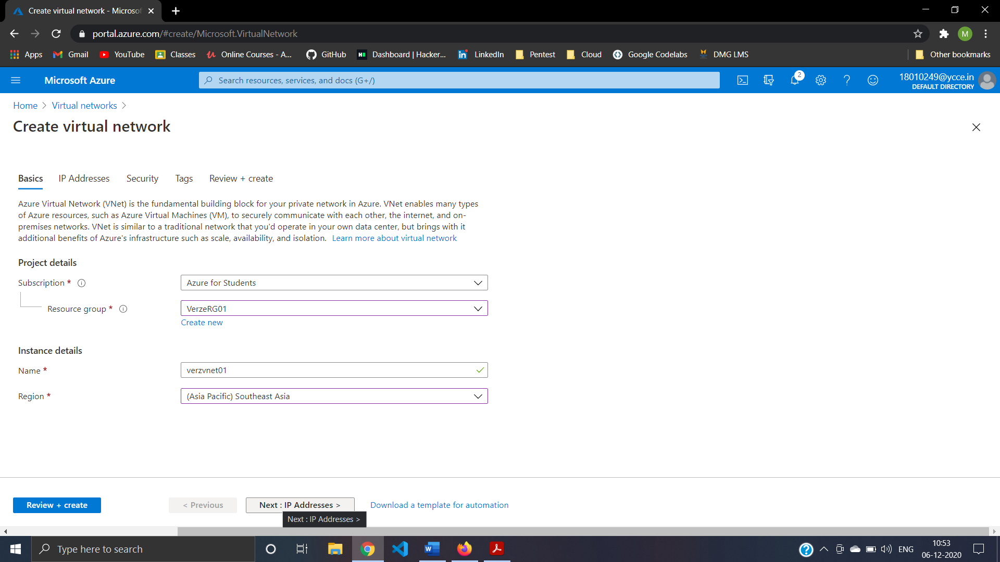 Create virtual network - Microsof
portal.azure.com/#create/Microsoft.VirtualNetwork
M
Apps
Gmail
YouTube
Classes
Online Courses - A...
GitHub
Dashboard | Hacker...
LinkedIn
Pentest
Cloud
Google Codelabs
DMG LMS
Other bookmarks
Microsoft Azure
Search resources, services, and docs (G+/)
2
18010249@ycce.in
DEFAULT DIRECTORY
Home > Virtual networks >
Create virtual network
Basics
IP Addresses
Security
Tags
Review + create
Azure Virtual Network (VNet) is the fundamental building block for your private network in Azure. VNet enables many types
of Azure resources, such as Azure Virtual Machines (VM), to securely communicate with each other, the internet, and on-
premises networks. VNet is similar to a traditional network that you'd operate in your own data center, but brings with it
additional benefits of Azure's infrastructure such as scale, availability, and isolation. Learn more about virtual network
Project details
Subscription *
Azure for Students
Resource group *
VerzeRG01
Create new
Instance details
Name *
verzvnet01
Region *
(Asia Pacific) Southeast Asia
Review + create
< Previous
Next : IP Addresses >
Download a template for automation
Next : IP Addresses >
Type here to search
ENG
10:53
06-12-2020